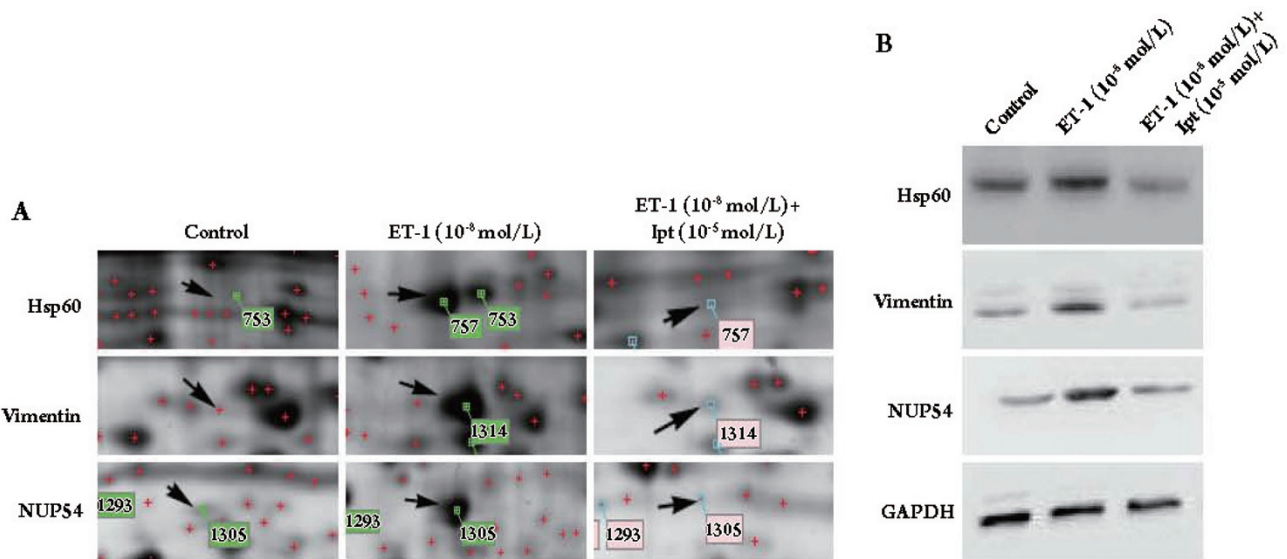 A
Control
ET-1 (10⁻⁸ mol/L)
ET-1 (10⁻⁸ mol/L)+
Ipt (10⁻⁵ mol/L)
Hsp60
753
757
753
757
Vimentin
1314
1314
NUP54
1293
1305
1293
1305
1293
1305
B
Control
ET-1 (10⁻⁸ mol/L)
ET-1 (10⁻⁸ mol/L)+
Ipt (10⁻⁵ mol/L)
Hsp60
Vimentin
NUP54
GAPDH